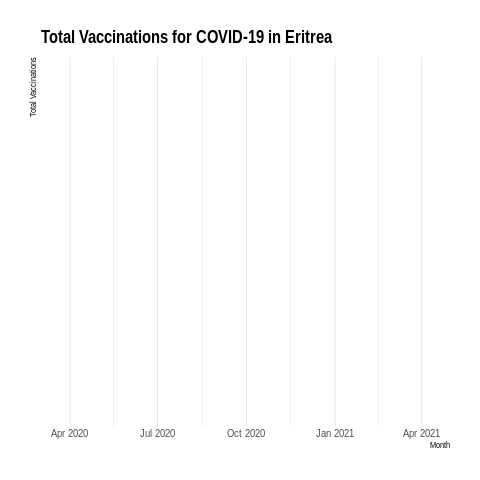 Total Vaccinations for COVID-19 in Eritrea
Total Vaccinations
Apr 2020 Jul 2020 Oct 2020 Jan 2021 Apr 2021
Month